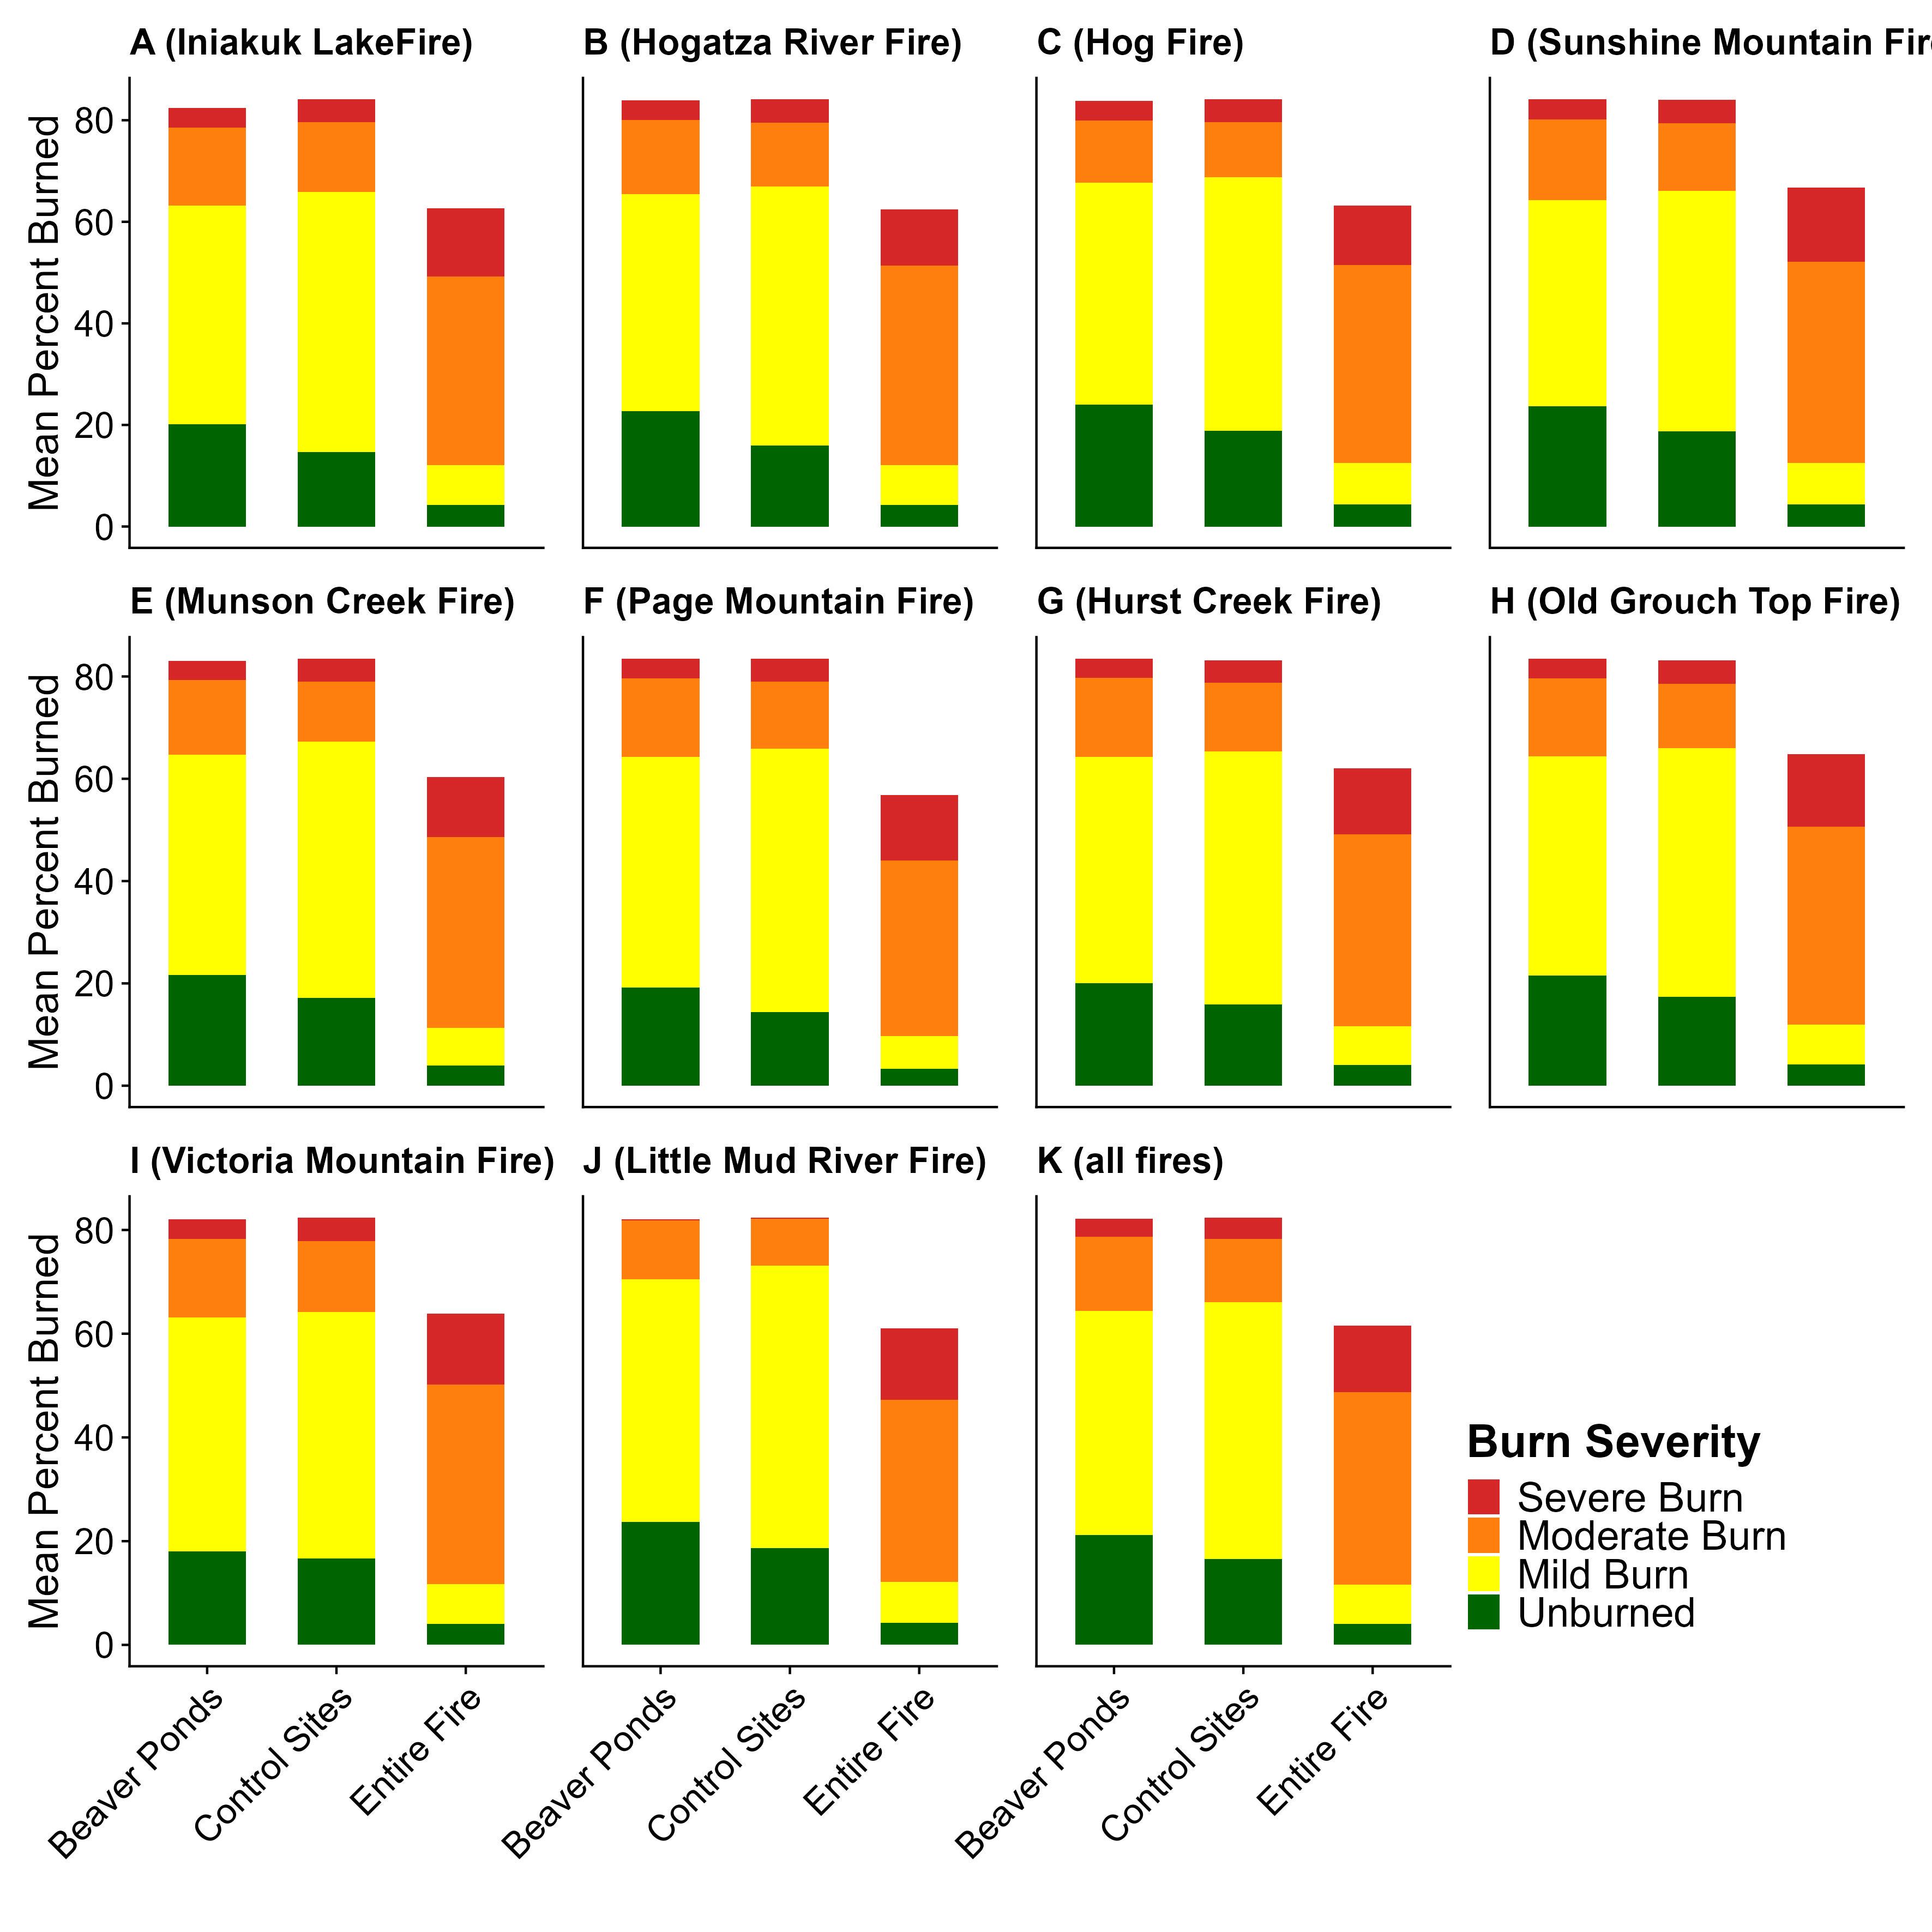 A (Iniakuk LakeFire)
B (Hogatza River Fire)
C (Hog Fire)
D (Sunshine Mountain Fir
Mean Percent Burned
80
60
40
20
0
E (Munson Creek Fire)
F (Page Mountain Fire)
G (Hurst Creek Fire)
H (Old Grouch Top Fire)
Mean Percent Burned
80
60
40
20
0
I (Victoria Mountain Fire)
J (Little Mud River Fire)
K (all fires)
Mean Percent Burned
80
60
40
20
0
Beaver Ponds
Control Sites
Entire Fire
Beaver Ponds
Control Sites
Entire Fire
Beaver Ponds
Control Sites
Entire Fire
Burn Severity
Severe Burn
Moderate Burn
Mild Burn
Unburned